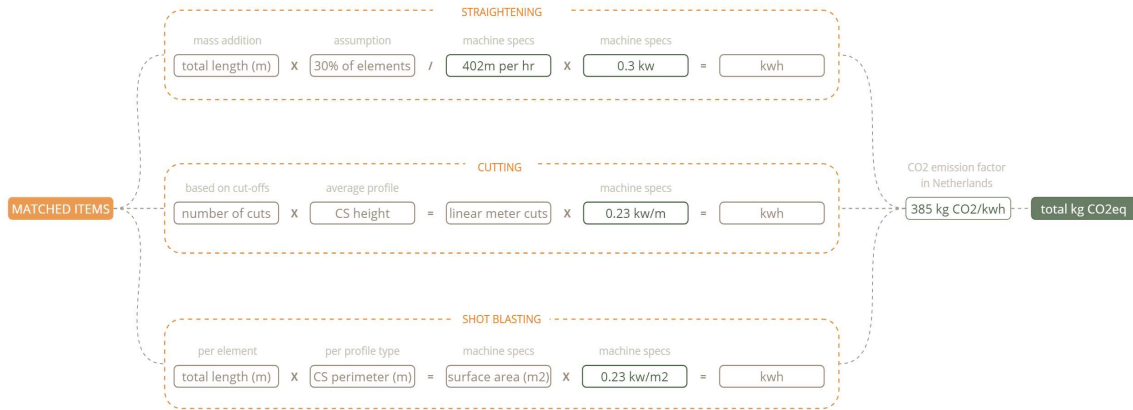 STRAIGHTENING
mass addition assumption machine specs machine specs
total length (m) X 30% of elements / 402m per hr X 0.3 kw = kwh
CUTTING
based on cut-offs average profile machine specs
CO2 emission factor
in Netherlands
MATCHED ITEMS number of cuts X CS height = linear meter cuts X 0.23 kw/m = kwh 385 kg CO2/kwh total kg CO2eq
SHOT BLASTING
per element per profile type machine specs machine specs
total length (m) X CS perimeter (m) = surface area (m2) X 0.23 kw/m2 = kwh